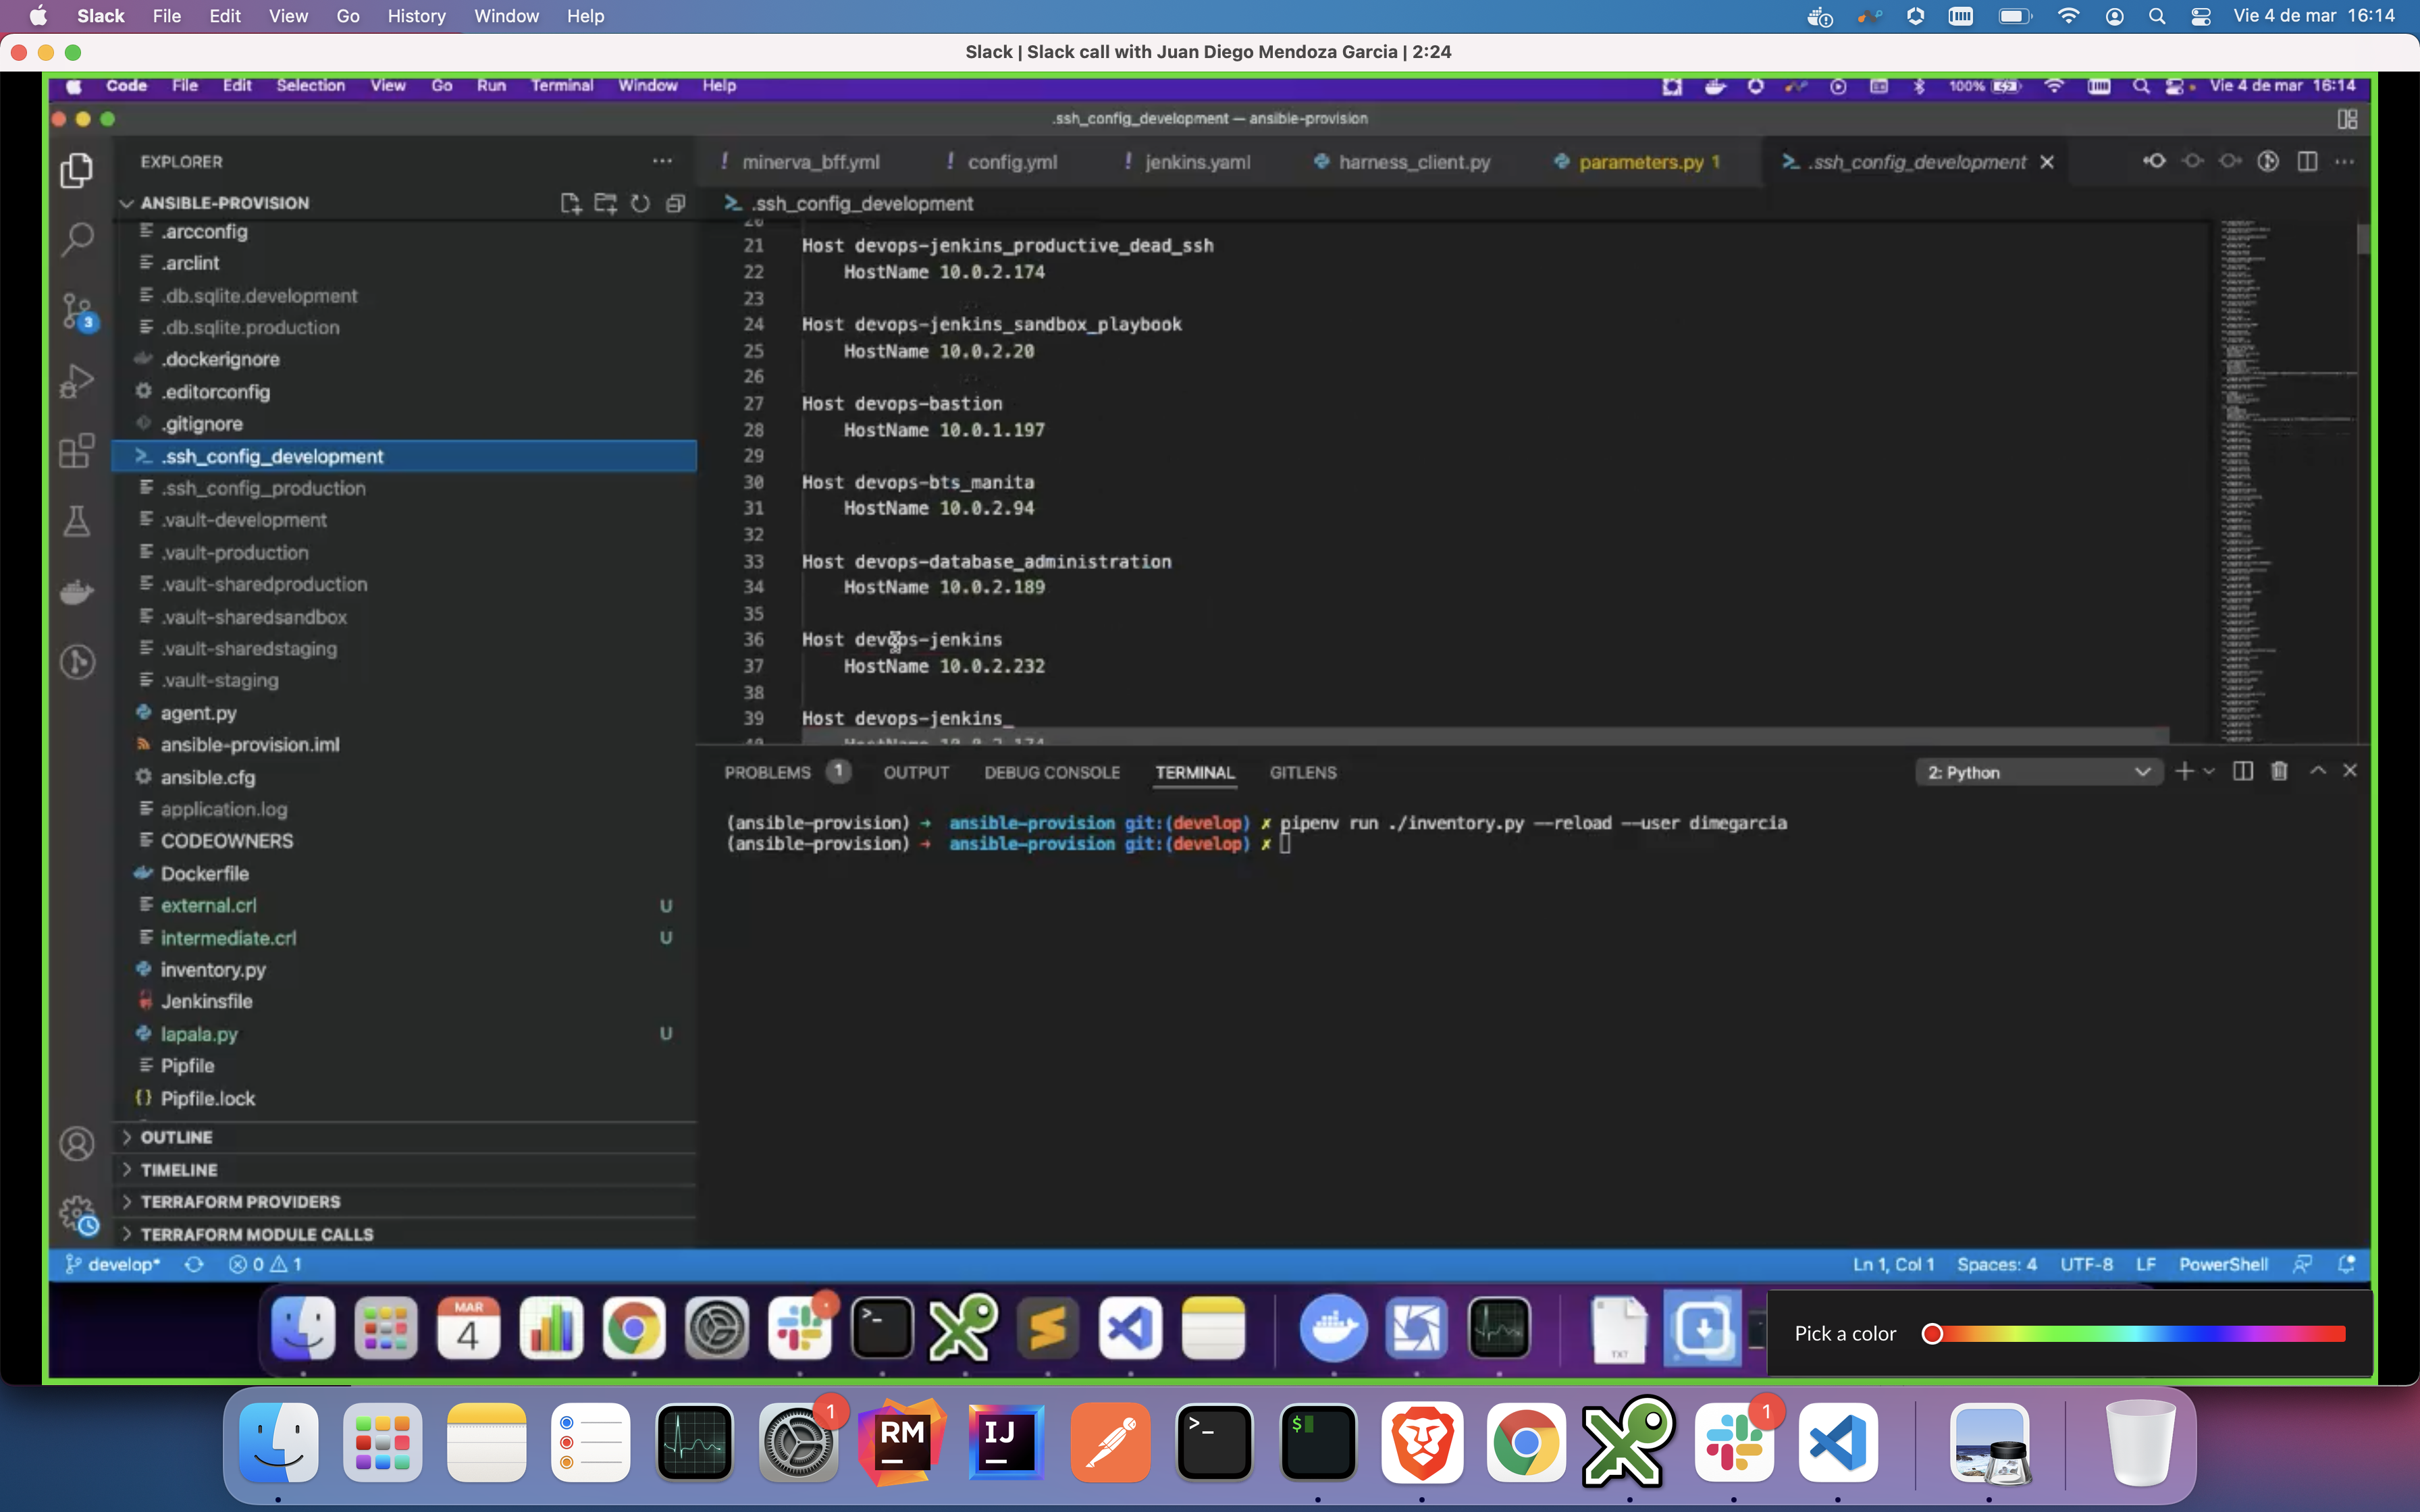 Slack File Edit View Go History Window Help Vie 4 de mar 16:14
Slack | Slack call with Juan Diego Mendoza Garcia | 2:24
Code File Edit Selection View Go Run Terminal Window Help 100% Vie 4 de mar 16:14
.ssh_config_development — ansible-provision
EXPLORER
minerva_bff.yml config.yml jenkins.yaml harness_client.py parameters.py 1 .ssh_config_development
ANSIBLE-PROVISION
.ssh_config_development
.arcconfig
.arclint
.db.sqlite.development
.db.sqlite.production
.dockerignore
.editorconfig
.gitignore
.ssh_config_development
.ssh_config_production
.vault-development
.vault-production
.vault-sharedproduction
.vault-sharedsandbox
.vault-sharedstaging
.vault-staging
agent.py
ansible-provision.iml
ansible.cfg
application.log
CODEOWNERS
Dockerfile
external.crl U
intermediate.crl U
inventory.py
Jenkinsfile
lapala.py U
Pipfile
Pipfile.lock
OUTLINE
TIMELINE
TERRAFORM PROVIDERS
TERRAFORM MODULE CALLS
3
20
21 Host devops-jenkins_productive_dead_ssh
22 HostName 10.0.2.174
23
24 Host devops-jenkins_sandbox_playbook
25 HostName 10.0.2.20
26
27 Host devops-bastion
28 HostName 10.0.1.197
29
30 Host devops-bts_manita
31 HostName 10.0.2.94
32
33 Host devops-database_administration
34 HostName 10.0.2.189
35
36 Host devops-jenkins
37 HostName 10.0.2.232
38
39 Host devops-jenkins_
40 HostName 10.0.2.174
PROBLEMS 1 OUTPUT DEBUG CONSOLE TERMINAL GITLENS 2: Python
(ansible-provision) → ansible-provision git:(develop) ✗ pipenv run ./inventory.py --reload --user dimegarcia
(ansible-provision) → ansible-provision git:(develop) ✗
develop* 0 1 Ln 1, Col 1 Spaces: 4 UTF-8 LF PowerShell
MAR
4
TXT
Pick a color
1
RM
IJ
>_
$
1